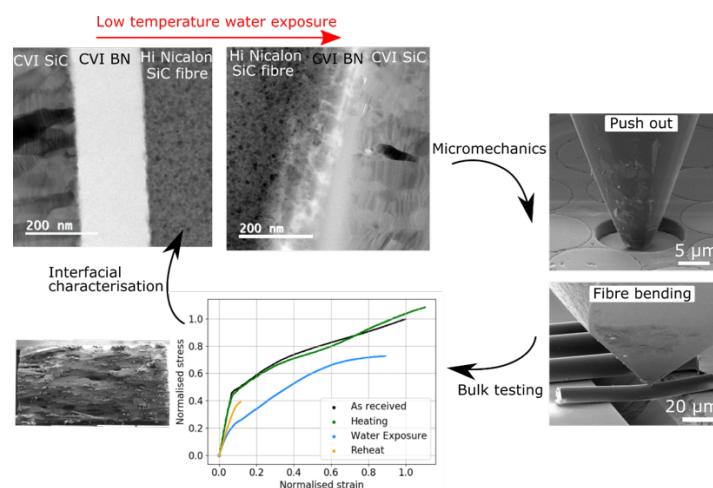 Low temperature water exposure
CVI SiC
CVI BN
Hi Nicalon
SiC fibre
200 nm
Hi Nicalon
SiC fibre
CVI BN
CVI SiC
200 nm
Micromechanics
Push out
5 µm
Fibre bending
20 µm
Bulk testing
Interfacial
characterisation
Normalised stress
1.0
0.8
0.6
0.4
0.2
0.0
As received
Heating
Water Exposure
Reheat
0.0 0.2 0.4 0.6 0.8 1.0
Normalised strain